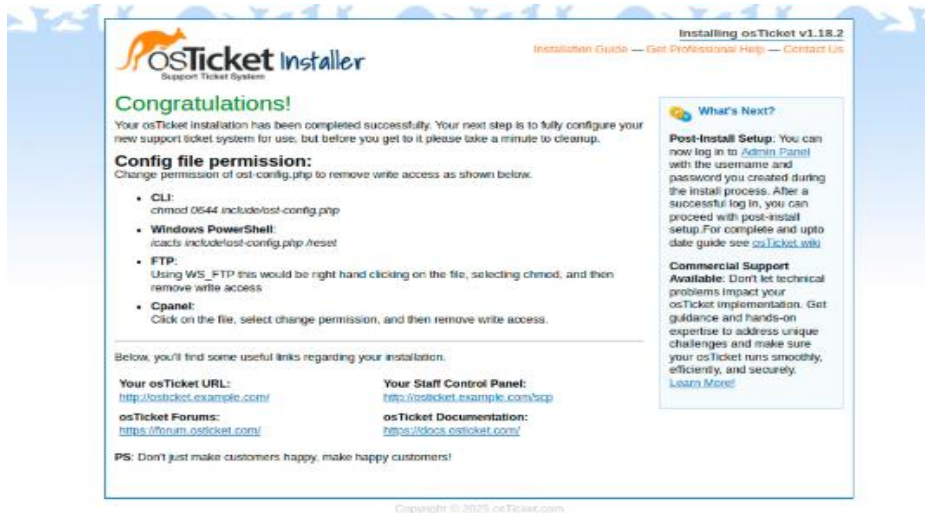 osTicket Installer
Support Ticket System
Installing osTicket v1.18.2
Installation Guide — Get Professional Help — Contact Us
Congratulations!
Your osTicket installation has been completed successfully. Your next step is to fully configure your
new support ticket system for use, but before you get to it please take a minute to cleanup.
Config file permission:
Change permission of ost-config.php to remove write access as shown below.
• CLI:
chmod 0644 include/ost-config.php
• Windows PowerShell:
icacls include\ost-config.php /reset
• FTP:
Using WS_FTP this would be right hand clicking on the file, selecting chmod, and then
remove write access
• Cpanel:
Click on the file, select change permission, and then remove write access.
Below, you'll find some useful links regarding your installation.
Your osTicket URL:
http://osticket.example.com/
Your Staff Control Panel:
http://osticket.example.com/scp
osTicket Forums:
https://forum.osticket.com/
osTicket Documentation:
https://docs.osticket.com/
PS: Don't just make customers happy, make happy customers!
What's Next?
Post-Install Setup: You can
now log in to Admin Panel
with the username and
password you created during
the install process. After a
successful log in, you can
proceed with post-install
setup.For complete and upto
date guide see osTicket wiki
Commercial Support
Available: Don't let technical
problems impact your
osTicket implementation. Get
guidance and hands-on
expertise to address unique
challenges and make sure
your osTicket runs smoothly,
efficiently, and securely.
Learn More!
Copyright © 2025 osTicket.com